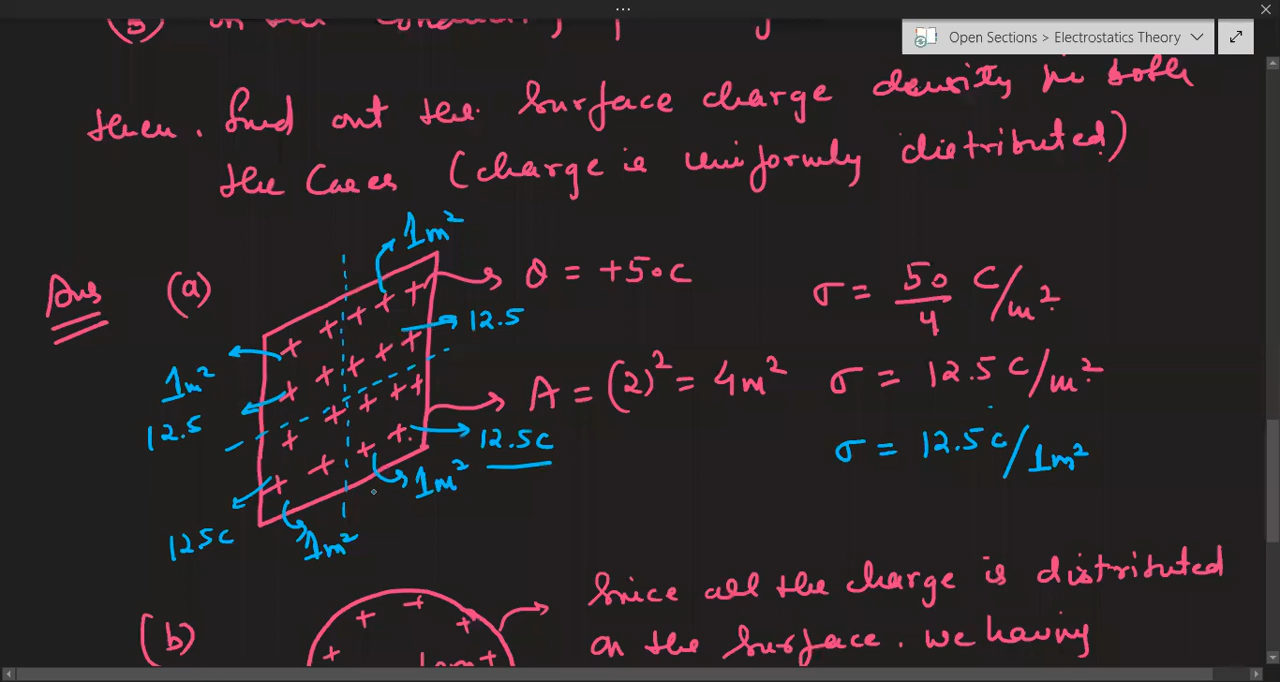 Open Sections > Electrostatics Theory
then. find out the surface charge density in both
the cases (charge is uniformly distributed)
1m²
Ans (a) Q = +50C σ = 50/4 C/m²
12.5
1m² A = (2)² = 4m² σ = 12.5 C/m²
12.5 12.5C σ = 12.5 C/1m²
1m²
12.5C 1m²
Since all the charge is distributed
(b) on the surface. we having